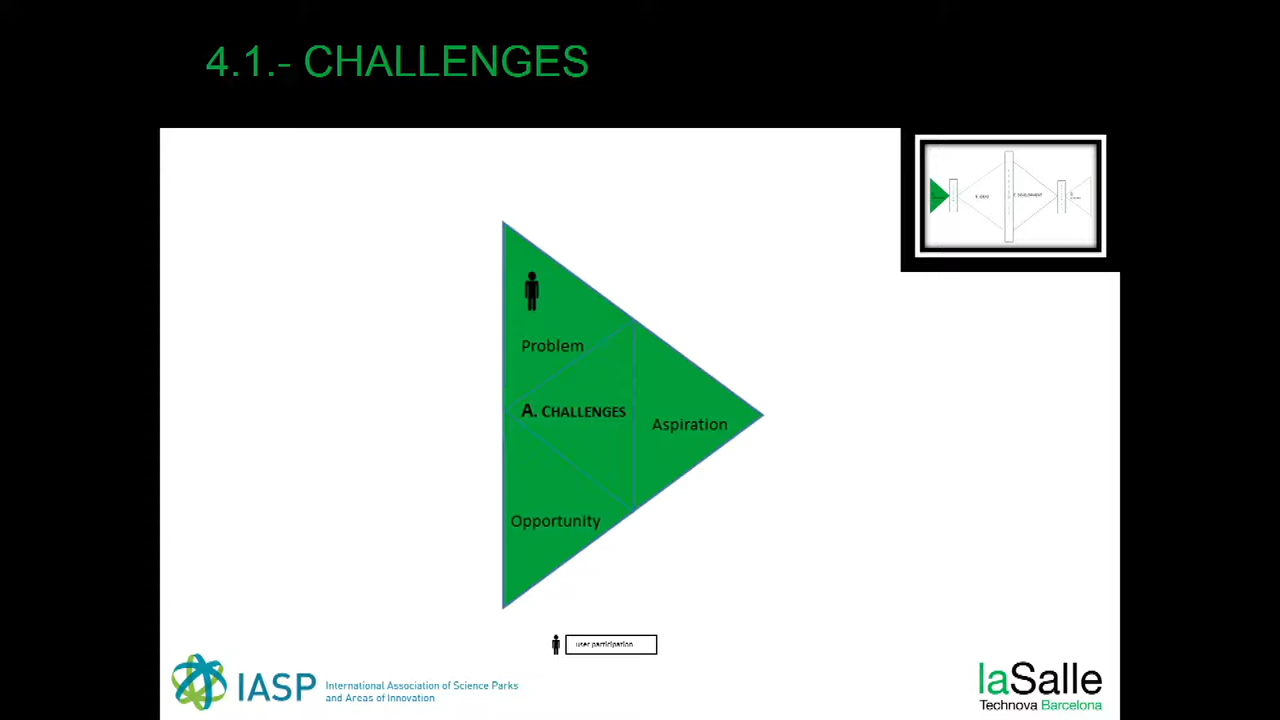 4.1.- CHALLENGES
Problem
A. CHALLENGES
Aspiration
Opportunity
user participation
IASP
International Association of Science Parks
and Areas of Innovation
laSalle
Technova Barcelona